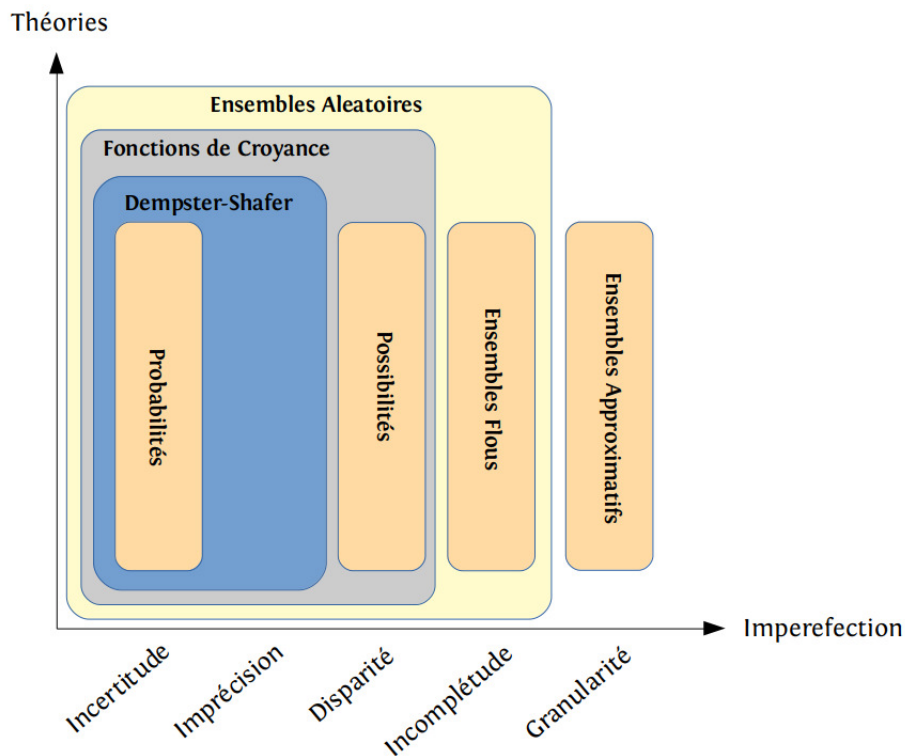 Théories
Ensembles Aleatoires
Fonctions de Croyance
Dempster-Shafer
Probabilités
Possibilités
Ensembles Flous
Ensembles Approximatifs
Imperefection
Incertitude
Imprécision
Disparité
Incomplétude
Granularité